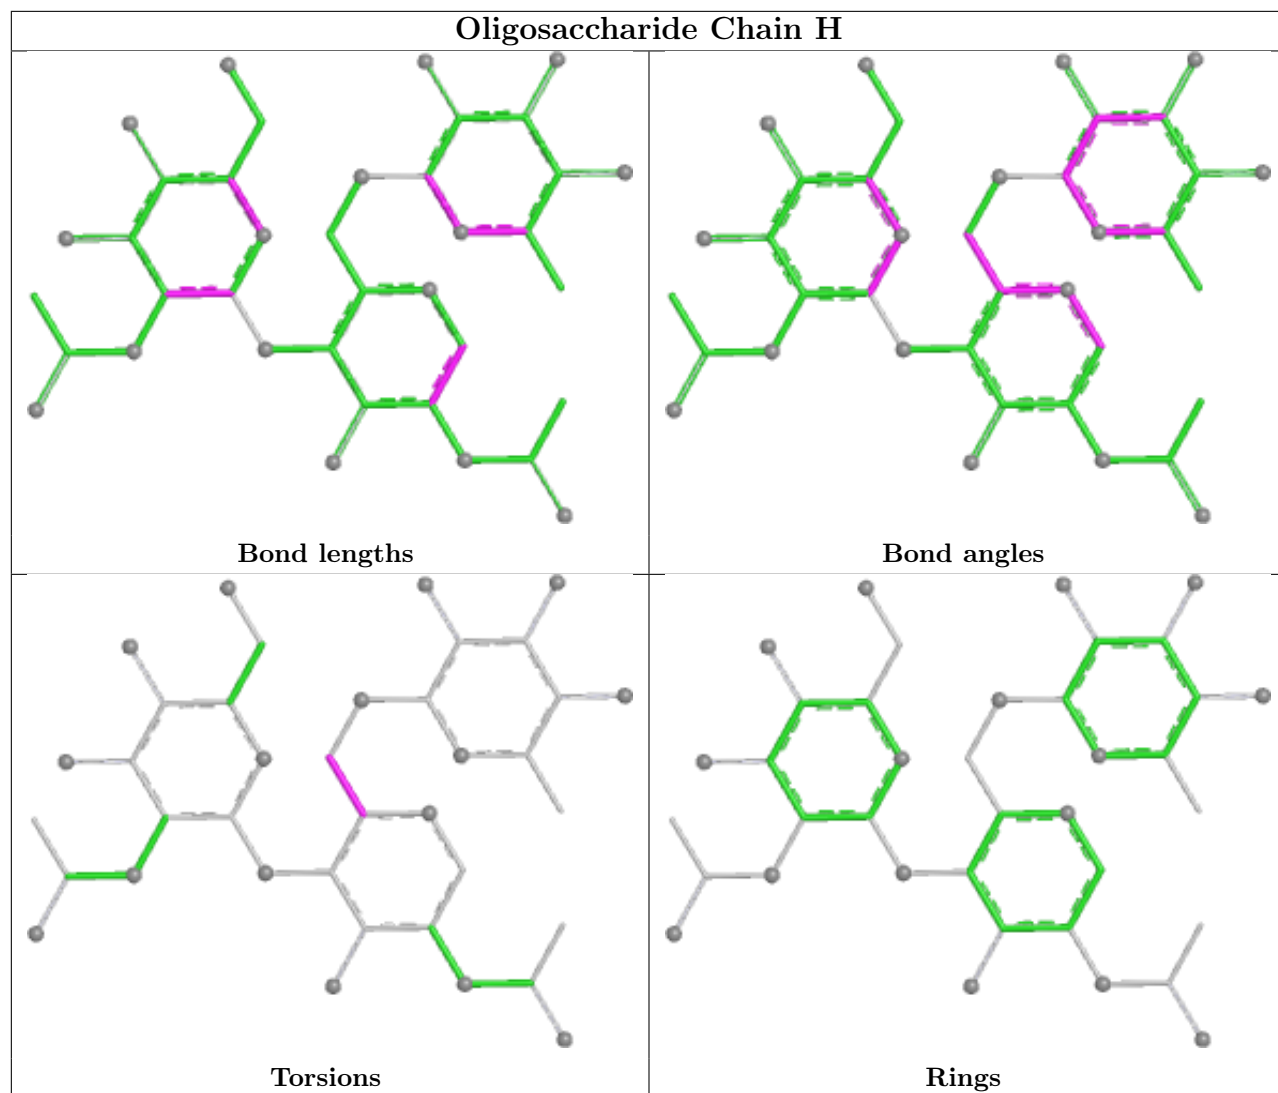 Oligosaccharide Chain H
Bond lengths
Bond angles
Torsions
Rings